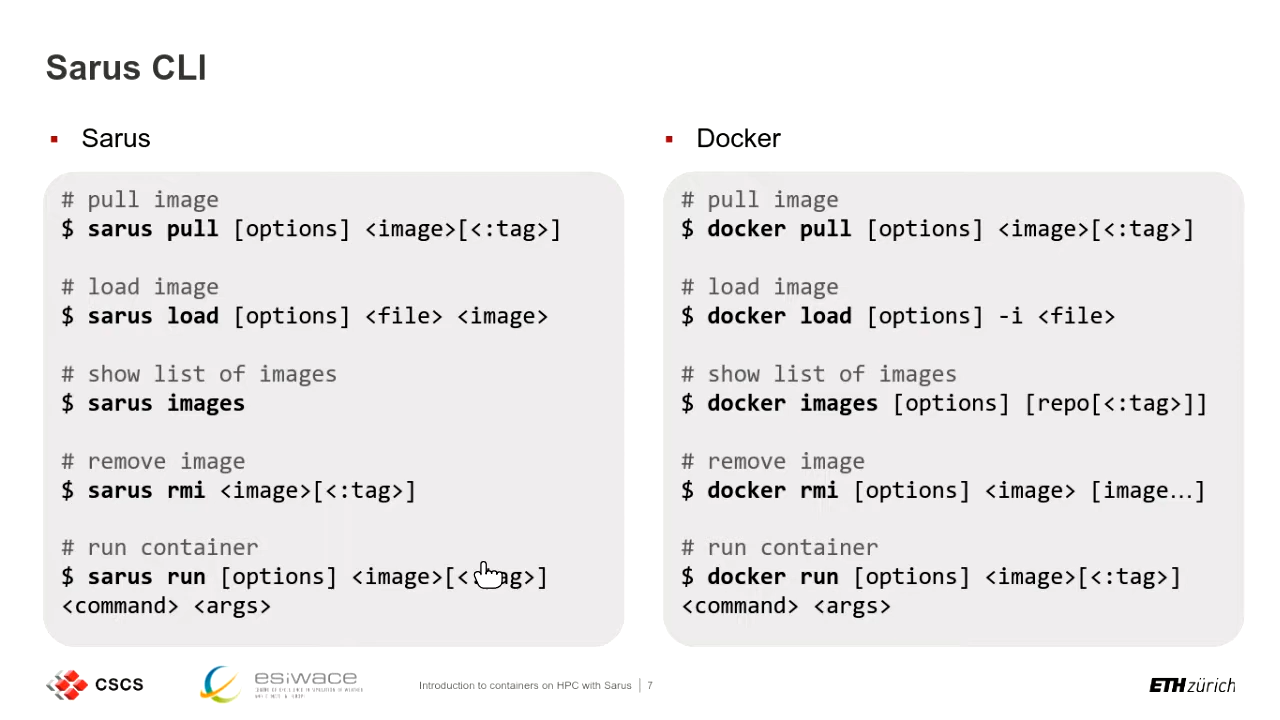 Sarus CLI
▪ Sarus
# pull image
$ sarus pull [options] <image>[<:tag>]
# load image
$ sarus load [options] <file> <image>
# show list of images
$ sarus images
# remove image
$ sarus rmi <image>[<:tag>]
# run container
$ sarus run [options] <image>[<:tag>]
<command> <args>
▪ Docker
# pull image
$ docker pull [options] <image>[<:tag>]
# load image
$ docker load [options] -i <file>
# show list of images
$ docker images [options] [repo[<:tag>]]
# remove image
$ docker rmi [options] <image> [image...]
# run container
$ docker run [options] <image>[<:tag>]
<command> <args>
CSCS
esiwace
Introduction to containers on HPC with Sarus | 7
ETH zürich